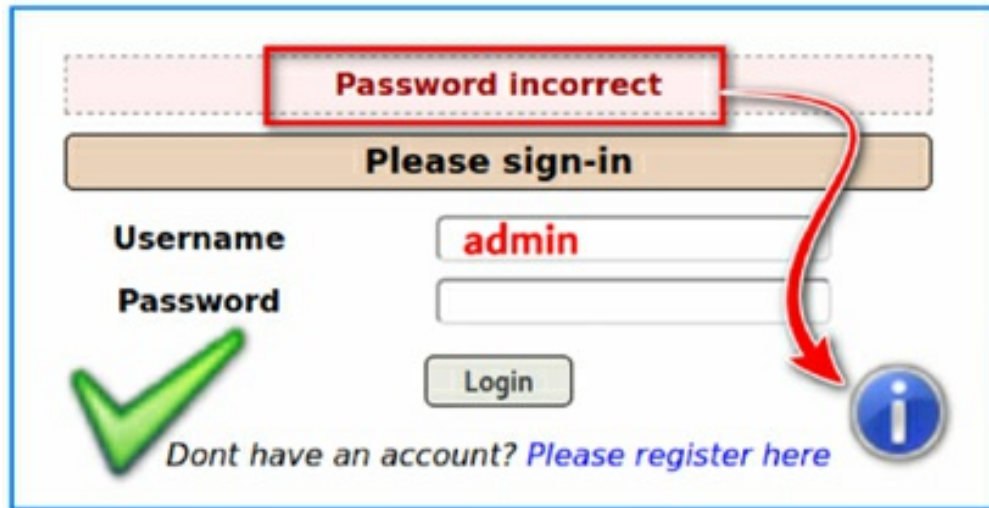 Password incorrect
Please sign-in
Username admin
Password
Login
Dont have an account? Please register here